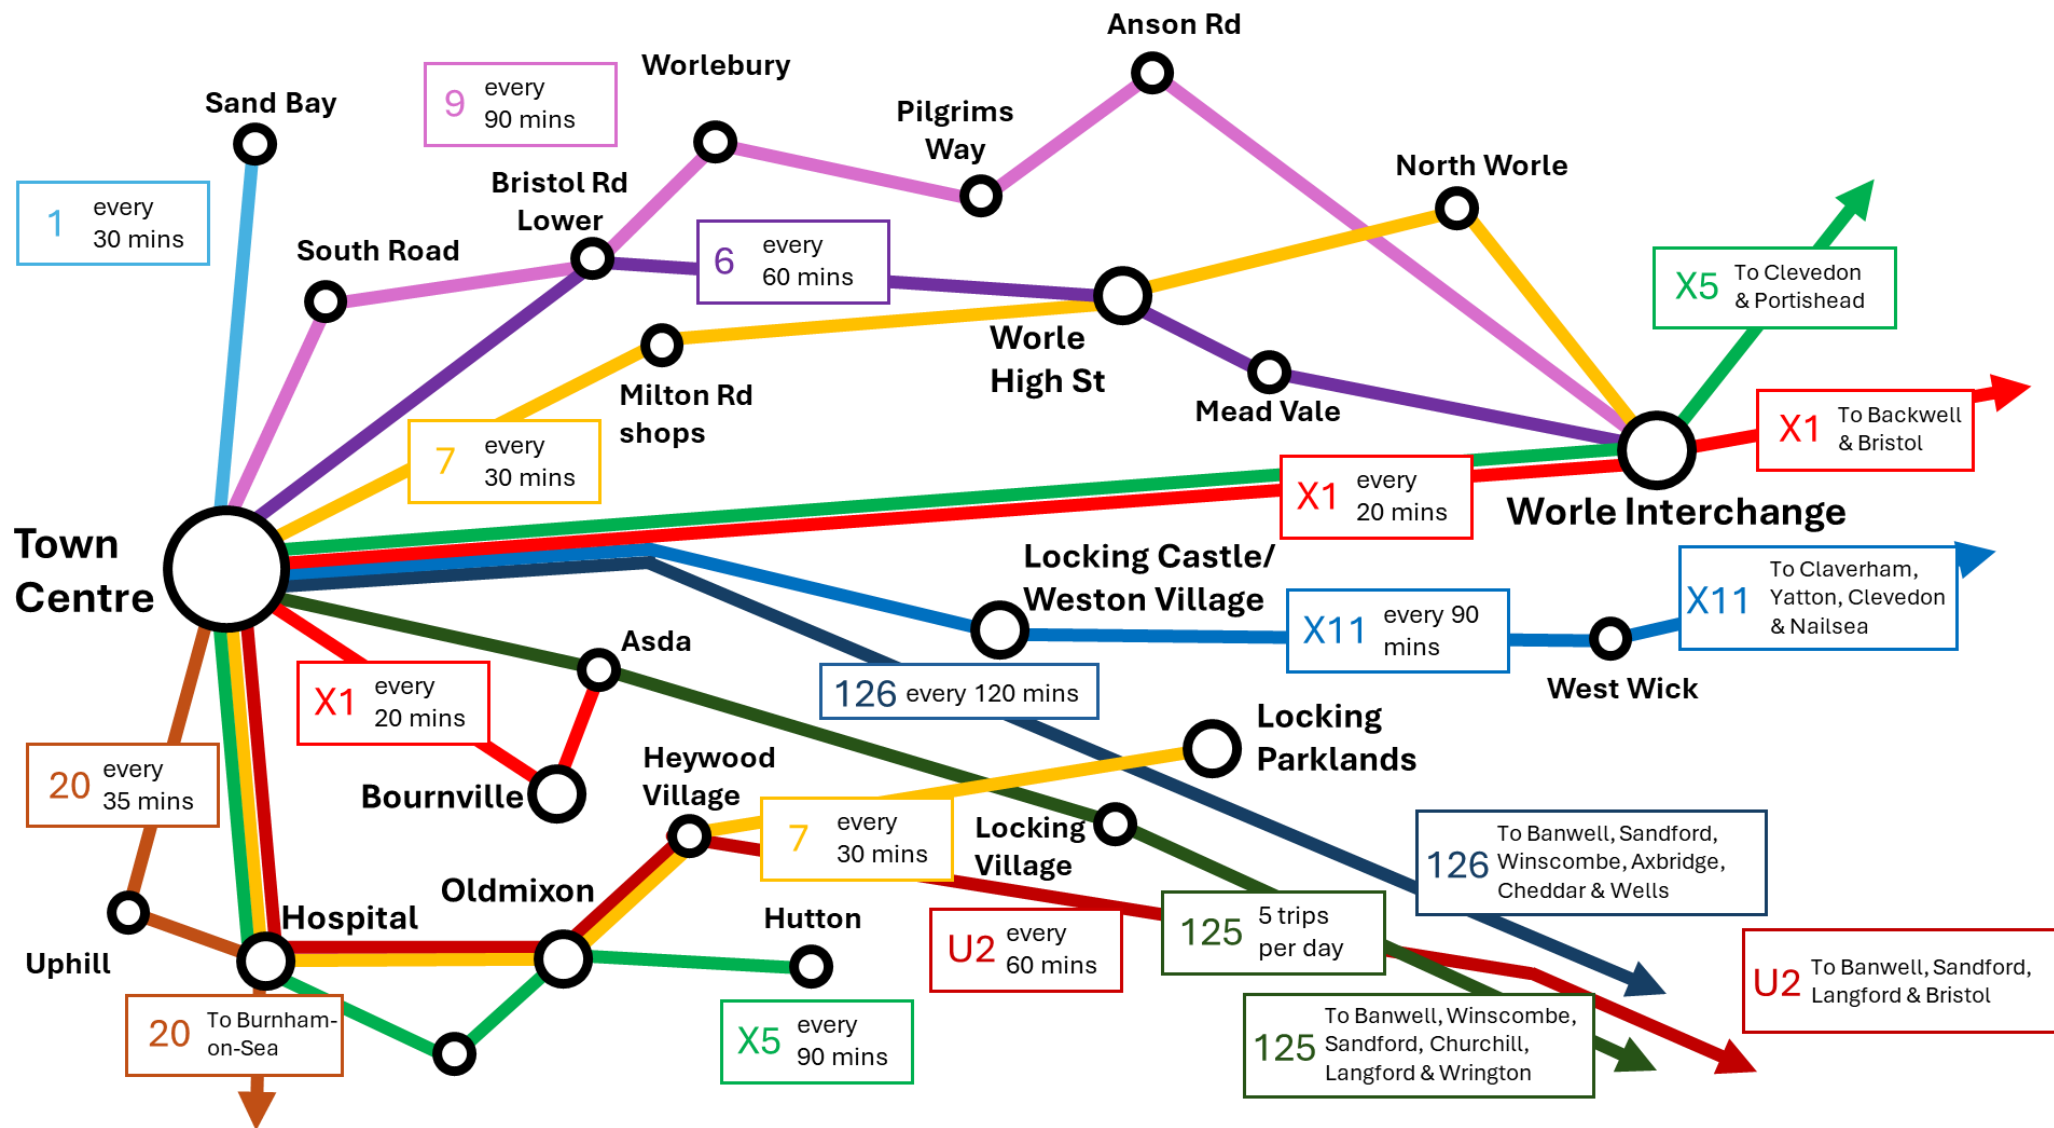 Anson Rd
Worlebury
9 every
90 mins
Sand Bay
Pilgrims
Way
North Worle
Bristol Rd
Lower
1 every
30 mins
South Road
6 every
60 mins
X5 To Clevedon
& Portishead
Worle
High St
Milton Rd
shops
Mead Vale
X1 To Backwell
& Bristol
7 every
30 mins
X1 every
20 mins
Worle Interchange
Town
Centre
Locking Castle/
Weston Village
X11 every 90
mins
X11 To Claverham,
Yatton, Clevedon
& Nailsea
Asda
West Wick
X1 every
20 mins
126 every 120 mins
Locking
Parklands
20 every
35 mins
Heywood
Village
Bournville
7 every
30 mins
Locking
Village
126 To Banwell, Sandford,
Winscombe, Axbridge,
Cheddar & Wells
Oldmixon
Hospital
Hutton
125 5 trips
per day
U2 every
60 mins
Uphill
U2 To Banwell, Sandford,
Langford & Bristol
20 To Burnham-
on-Sea
X5 every
90 mins
125 To Banwell, Winscombe,
Sandford, Churchill,
Langford & Wrington